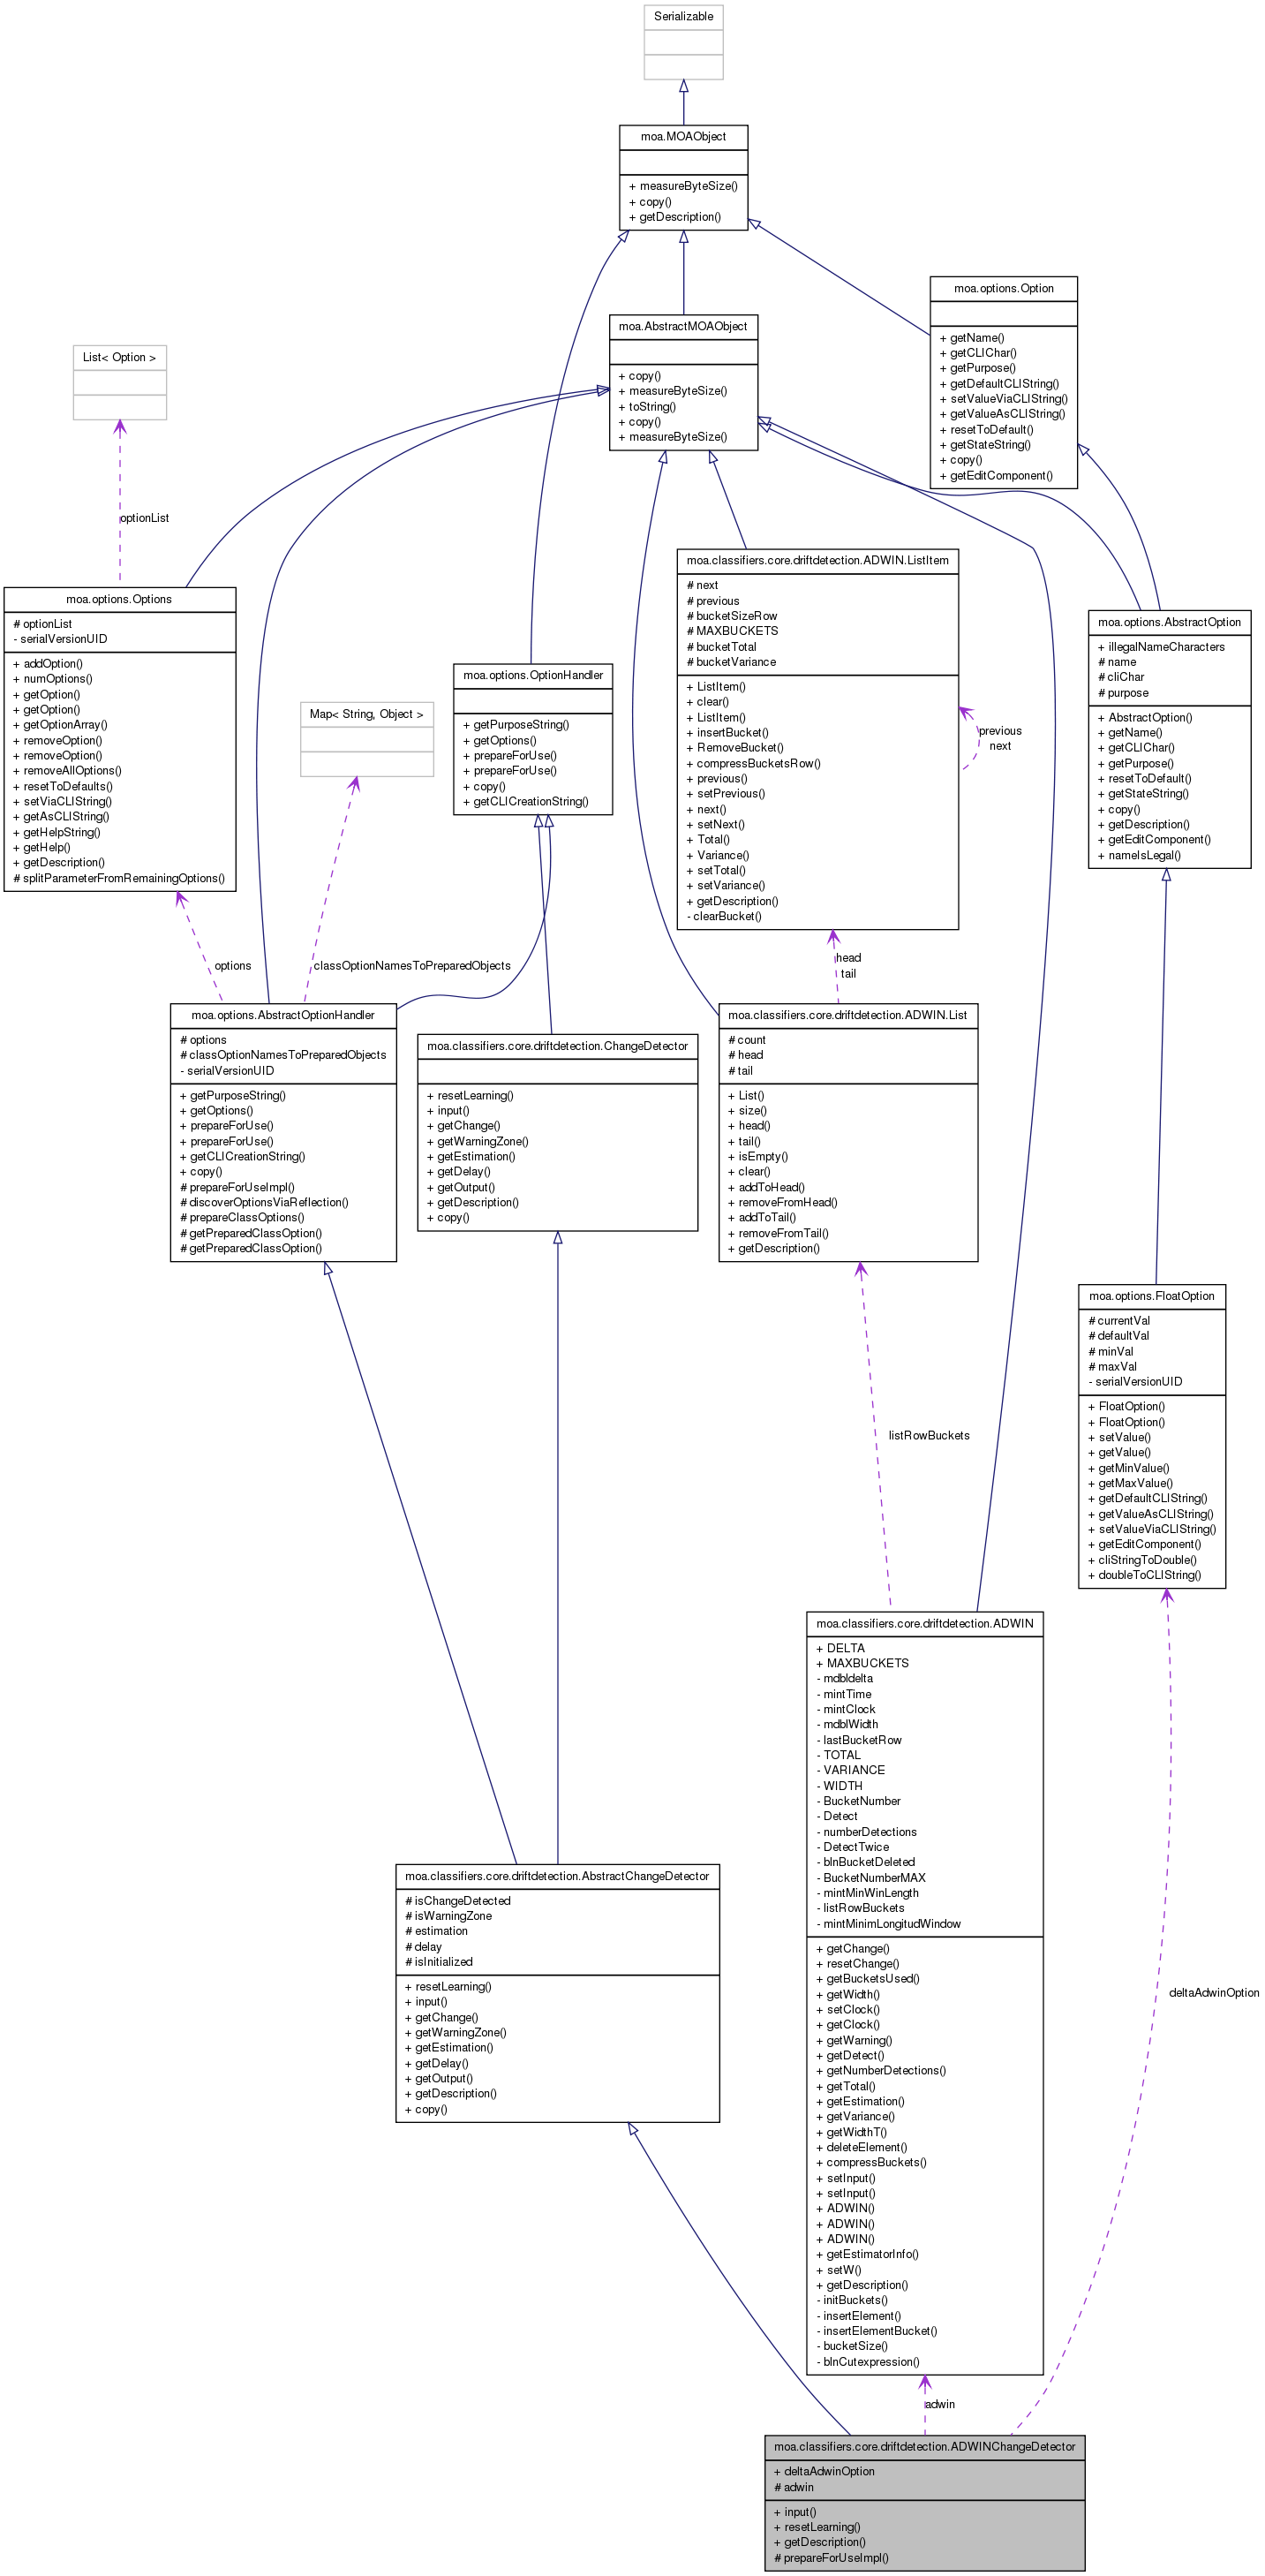 Serializable
moa.MOAObject
+ measureByteSize()
+ copy()
+ getDescription()
moa.options.Option
+ getName()
+ getCLIChar()
+ getPurpose()
+ getDefaultCLIString()
+ setValueViaCLIString()
+ getValueAsCLIString()
+ resetToDefault()
+ getStateString()
+ copy()
+ getEditComponent()
moa.AbstractMOAObject
+ copy()
+ measureByteSize()
+ toString()
+ copy()
+ measureByteSize()
List< Option >
optionList
moa.classifiers.core.driftdetection.ADWIN.ListItem
# next
# previous
# bucketSizeRow
# MAXBUCKETS
# bucketTotal
# bucketVariance
+ ListItem()
+ clear()
+ ListItem()
+ insertBucket()
+ RemoveBucket()
+ compressBucketsRow()
+ previous()
+ setPrevious()
+ next()
+ setNext()
+ Total()
+ Variance()
+ setTotal()
+ setVariance()
+ getDescription()
- clearBucket()
previous
next
moa.options.Options
# optionList
- serialVersionUID
+ addOption()
+ numOptions()
+ getOption()
+ getOption()
+ getOptionArray()
+ removeOption()
+ removeOption()
+ removeAllOptions()
+ resetToDefaults()
+ setViaCLIString()
+ getAsCLIString()
+ getHelpString()
+ getHelp()
+ getDescription()
# splitParameterFromRemainingOptions()
moa.options.AbstractOption
+ illegalNameCharacters
# name
# cliChar
# purpose
+ AbstractOption()
+ getName()
+ getCLIChar()
+ getPurpose()
+ resetToDefault()
+ getStateString()
+ copy()
+ getDescription()
+ getEditComponent()
+ nameIsLegal()
moa.options.OptionHandler
+ getPurposeString()
+ getOptions()
+ prepareForUse()
+ prepareForUse()
+ copy()
+ getCLICreationString()
Map< String, Object >
options
classOptionNamesToPreparedObjects
head
tail
moa.options.AbstractOptionHandler
# options
# classOptionNamesToPreparedObjects
- serialVersionUID
+ getPurposeString()
+ getOptions()
+ prepareForUse()
+ prepareForUse()
+ getCLICreationString()
+ copy()
# prepareForUseImpl()
# discoverOptionsViaReflection()
# prepareClassOptions()
# getPreparedClassOption()
# getPreparedClassOption()
moa.classifiers.core.driftdetection.ChangeDetector
+ resetLearning()
+ input()
+ getChange()
+ getWarningZone()
+ getEstimation()
+ getDelay()
+ getOutput()
+ getDescription()
+ copy()
moa.classifiers.core.driftdetection.ADWIN.List
# count
# head
# tail
+ List()
+ size()
+ head()
+ tail()
+ isEmpty()
+ clear()
+ addToHead()
+ removeFromHead()
+ addToTail()
+ removeFromTail()
+ getDescription()
moa.options.FloatOption
# currentVal
# defaultVal
# minVal
# maxVal
- serialVersionUID
+ FloatOption()
+ FloatOption()
+ setValue()
+ getValue()
+ getMinValue()
+ getMaxValue()
+ getDefaultCLIString()
+ getValueAsCLIString()
+ setValueViaCLIString()
+ getEditComponent()
+ cliStringToDouble()
+ doubleToCLIString()
listRowBuckets
moa.classifiers.core.driftdetection.ADWIN
+ DELTA
+ MAXBUCKETS
- mdbldelta
- mintTime
- mintClock
- mdblWidth
- lastBucketRow
- TOTAL
- VARIANCE
- WIDTH
- BucketNumber
- Detect
- numberDetections
- DetectTwice
- blnBucketDeleted
- BucketNumberMAX
- mintMinWinLength
- listRowBuckets
- mintMinimLongitudWindow
+ getChange()
+ resetChange()
+ getBucketsUsed()
+ getWidth()
+ setClock()
+ getClock()
+ getWarning()
+ getDetect()
+ getNumberDetections()
+ getTotal()
+ getEstimation()
+ getVariance()
+ getWidthT()
+ deleteElement()
+ compressBuckets()
+ setInput()
+ setInput()
+ ADWIN()
+ ADWIN()
+ ADWIN()
+ getEstimatorInfo()
+ setW()
+ getDescription()
- initBuckets()
- insertElement()
- insertElementBucket()
- bucketSize()
- blnCutexpression()
moa.classifiers.core.driftdetection.AbstractChangeDetector
# isChangeDetected
# isWarningZone
# estimation
# delay
# isInitialized
+ resetLearning()
+ input()
+ getChange()
+ getWarningZone()
+ getEstimation()
+ getDelay()
+ getOutput()
+ getDescription()
+ copy()
deltaAdwinOption
adwin
moa.classifiers.core.driftdetection.ADWINChangeDetector
+ deltaAdwinOption
# adwin
+ input()
+ resetLearning()
+ getDescription()
# prepareForUseImpl()